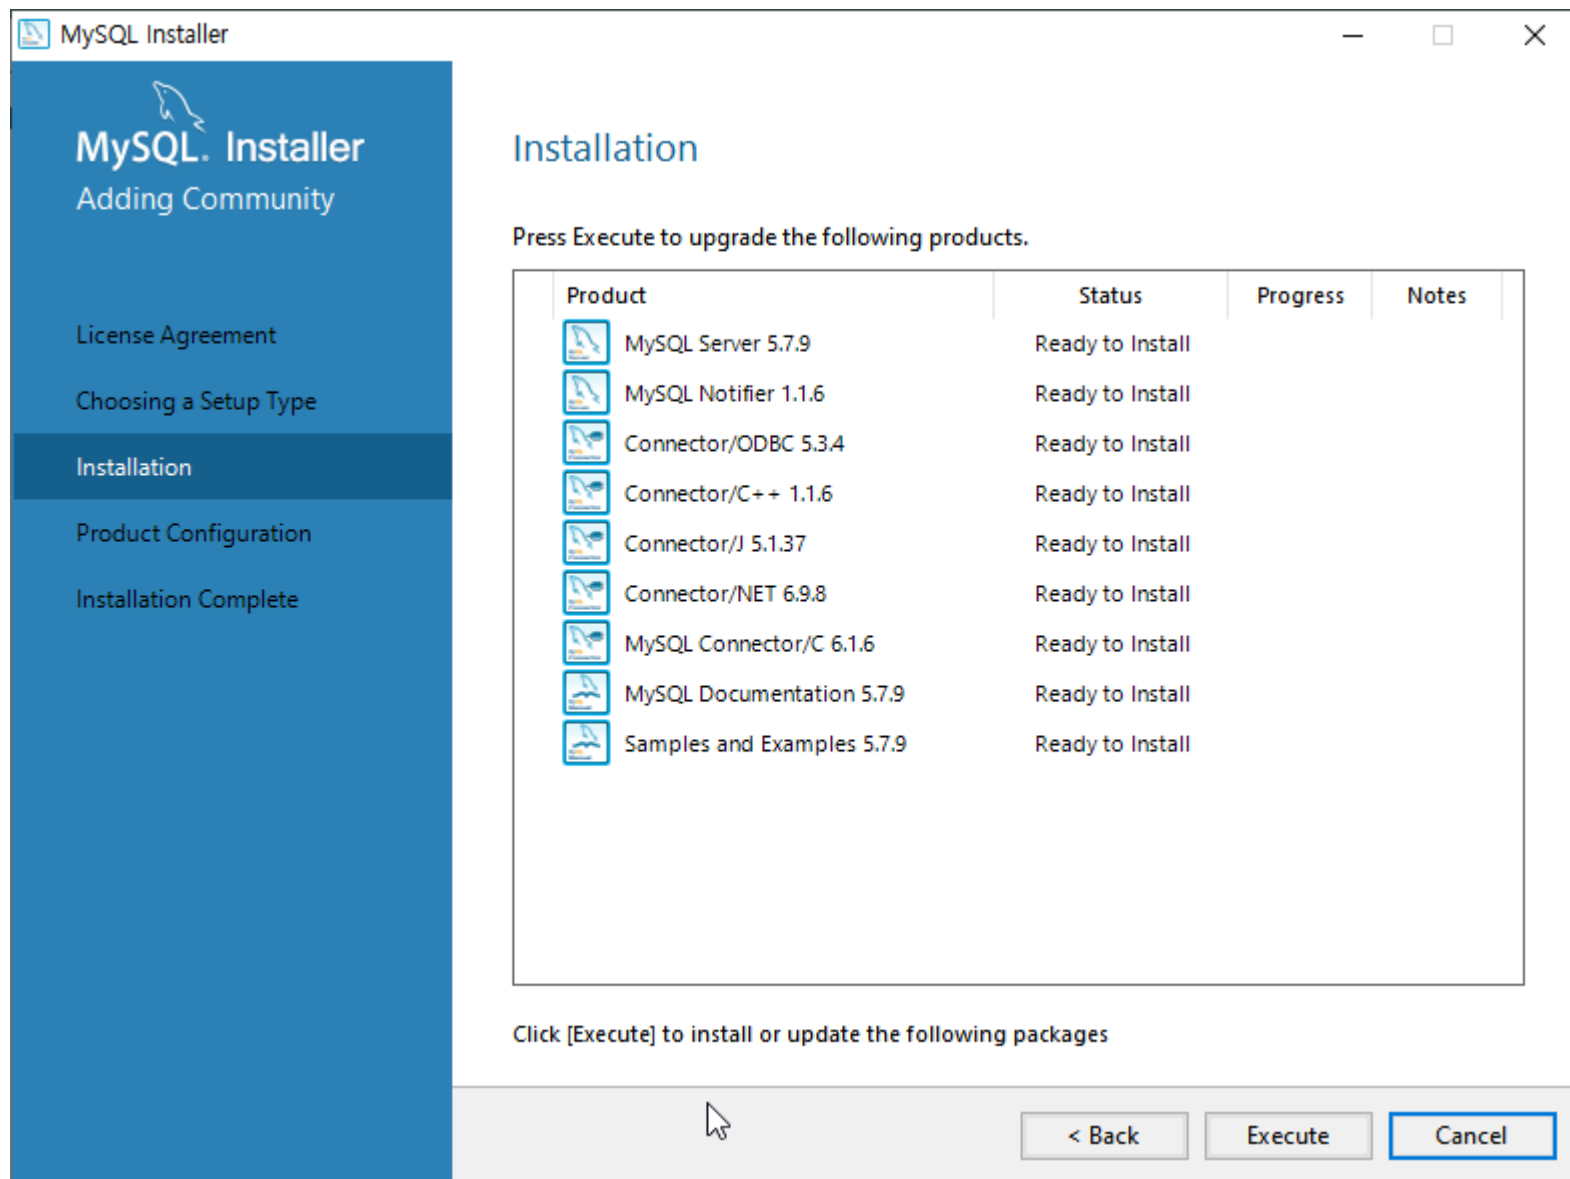 MySQL Installer
MySQL. Installer
Adding Community
License Agreement
Choosing a Setup Type
Installation
Product Configuration
Installation Complete
Installation
Press Execute to upgrade the following products.
Product Status Progress Notes
MySQL Server 5.7.9 Ready to Install
MySQL Notifier 1.1.6 Ready to Install
Connector/ODBC 5.3.4 Ready to Install
Connector/C++ 1.1.6 Ready to Install
Connector/J 5.1.37 Ready to Install
Connector/NET 6.9.8 Ready to Install
MySQL Connector/C 6.1.6 Ready to Install
MySQL Documentation 5.7.9 Ready to Install
Samples and Examples 5.7.9 Ready to Install
Click [Execute] to install or update the following packages
< Back Execute Cancel